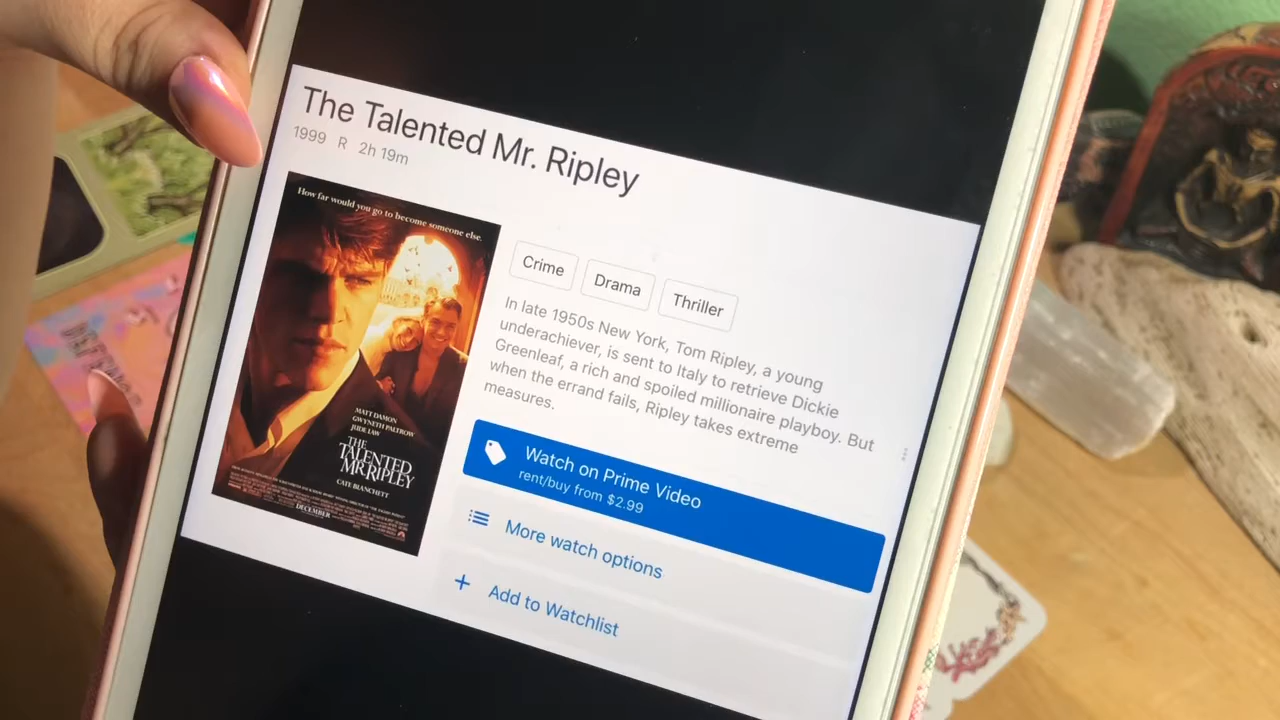 The Talented Mr. Ripley
1999 R 2h 19m
How far would you go to become someone else.
MATT DAMON
GWYNETH PALTROW
JUDE LAW
THE
TALENTED
MR. RIPLEY
CATE BLANCHETT
DECEMBER
Crime Drama Thriller
In late 1950s New York, Tom Ripley, a young
underachiever, is sent to Italy to retrieve Dickie
Greenleaf, a rich and spoiled millionaire playboy. But
when the errand fails, Ripley takes extreme
measures.
Watch on Prime Video
rent/buy from $2.99
More watch options
+ Add to Watchlist